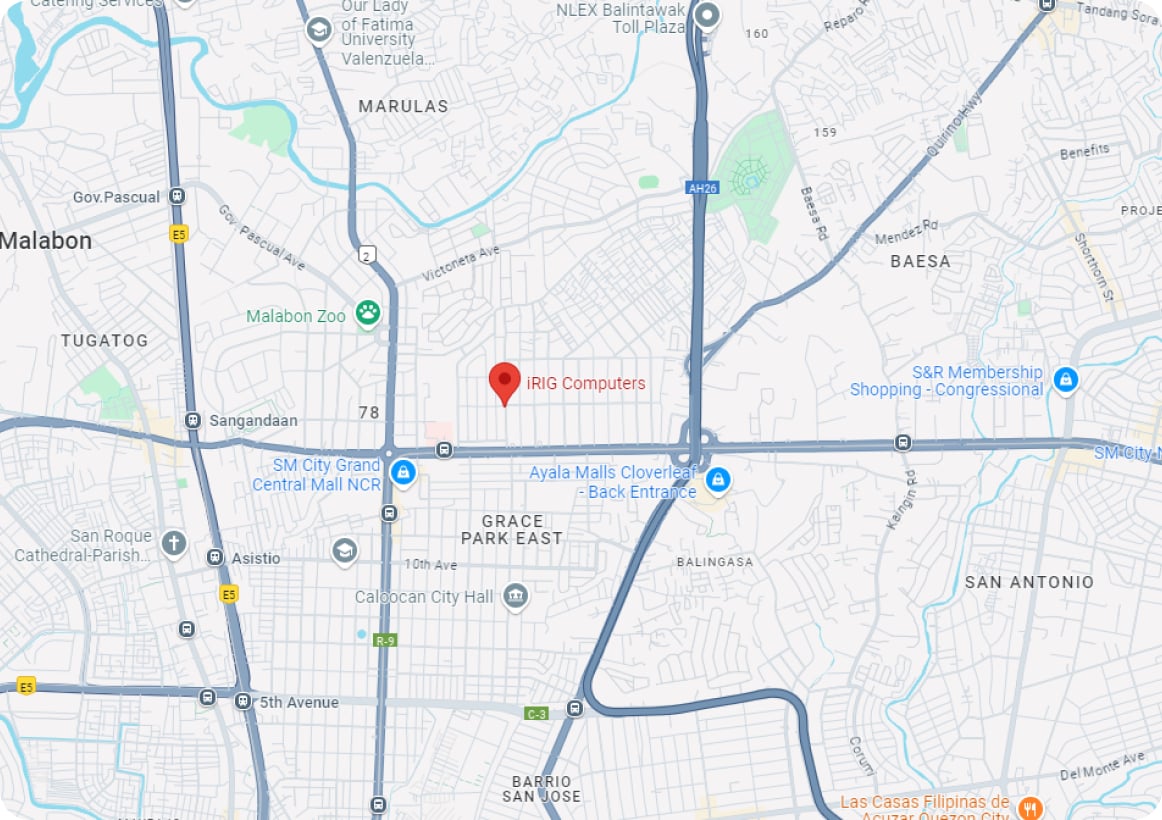 Catering Services
Our Lady
of Fatima
University
Valenzuela...
NLEX Balintawak
Toll Plaza
160
Reparo R
Tandang Sora
MARULAS
159
Quirino Hwy
Benefits
AH26
Gov.Pascual
E5
Gov. Pascual Ave
Baesa Rd
PROJE
Malabon
2
Victoneta Ave
Mendez Rd
BAESA
Shorthorn St
Malabon Zoo
TUGATOG
iRIG Computers
S&R Membership
Shopping - Congressional
78
Sangandaan
SM City Grand
Central Mall NCR
Ayala Malls Cloverleaf
- Back Entrance
SM City N
Kaingin Rd
GRACE
PARK EAST
San Roque
Cathedral-Parish...
Asistio
10th Ave
BALINGASA
SAN ANTONIO
E5
Caloocan City Hall
R-9
E5
5th Avenue
C-3
Corum
Del Monte Ave
BARRIO
SAN JOSE
Las Casas Filipinas de
Acuzar Quezon City